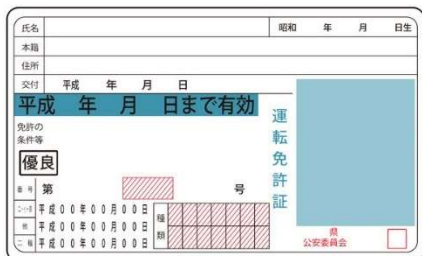 氏名 昭和 年 月 日生
本籍
住所
交付 平成 年 月 日
平成 年 月 日まで有効
免許の
条件等
優良
番号 第 号
平成00年00月00日
他 平成00年00月00日
二種 平成00年00月00日
種類
運転免許証
県
公安委員会